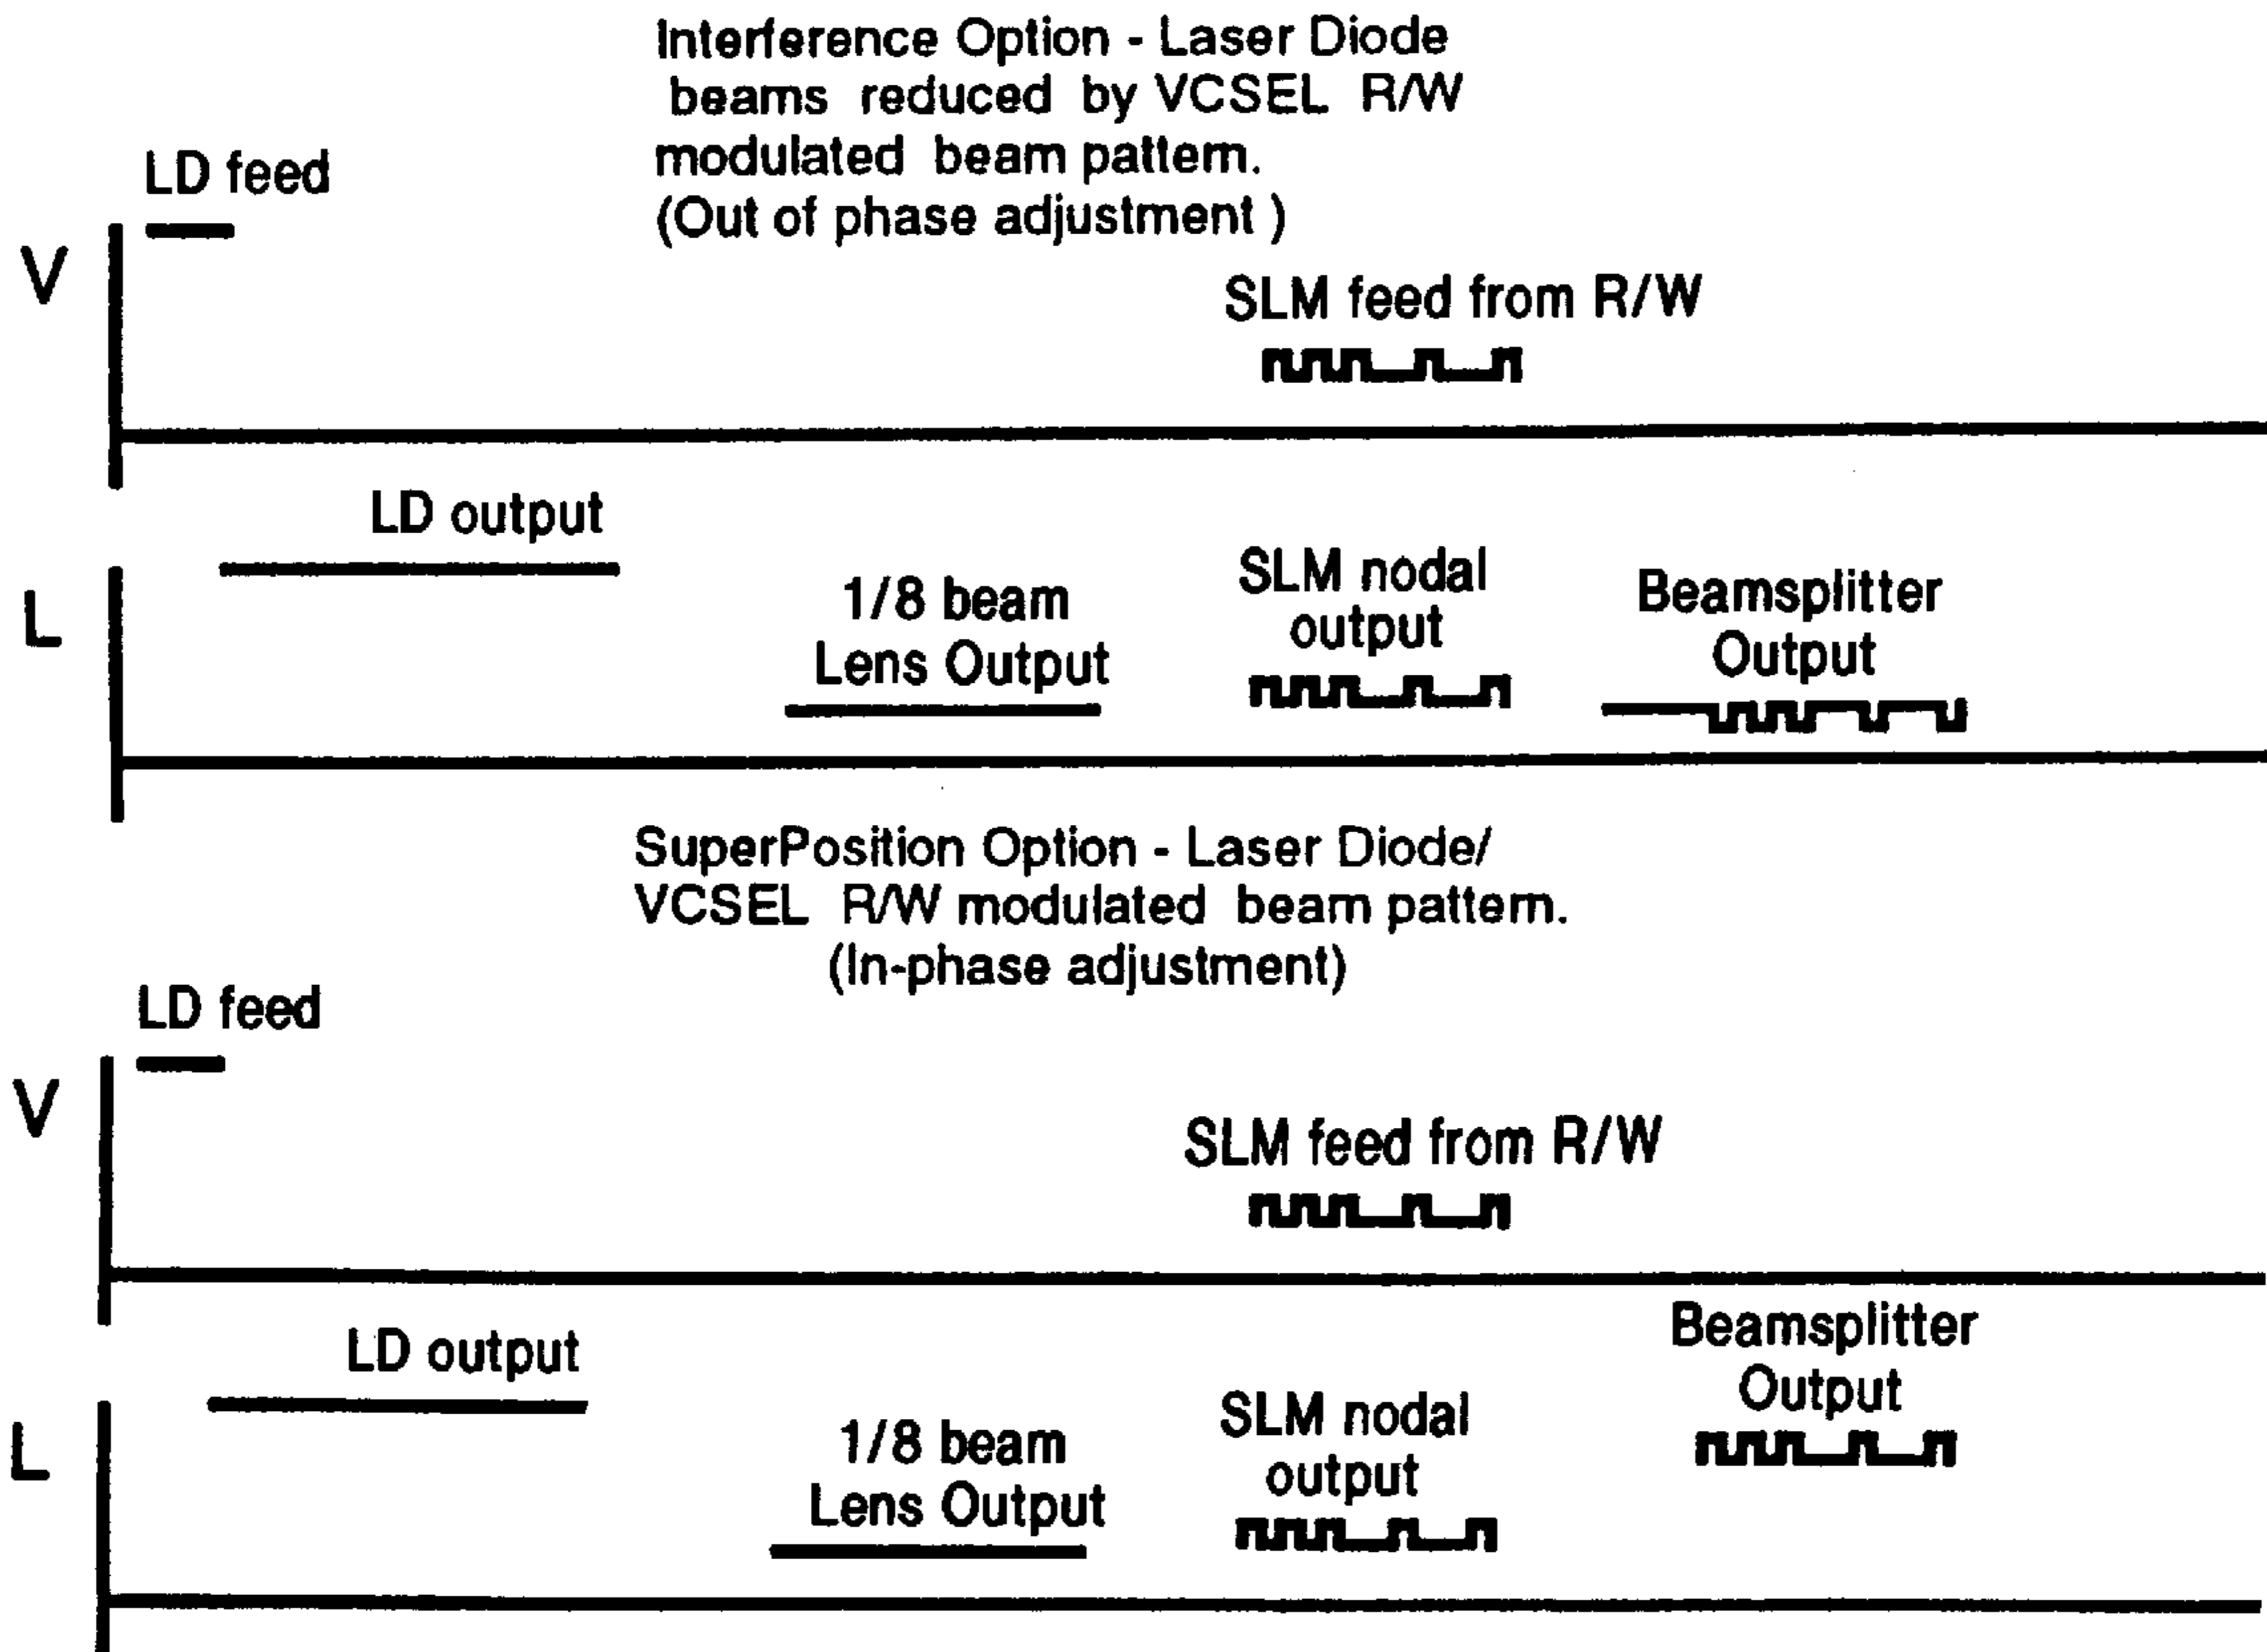 Interference Option - Laser Diode
beams reduced by VCSEL R/W
modulated beam pattern.
(Out of phase adjustment )
LD feed
V
SLM feed from R/W
LD output
L
1/8 beam
Lens Output
SLM nodal
output
Beamsplitter
Output
SuperPosition Option - Laser Diode/
VCSEL R/W modulated beam pattern.
(In-phase adjustment)
LD feed
V
SLM feed from R/W
LD output
L
1/8 beam
Lens Output
SLM nodal
output
Beamsplitter
Output